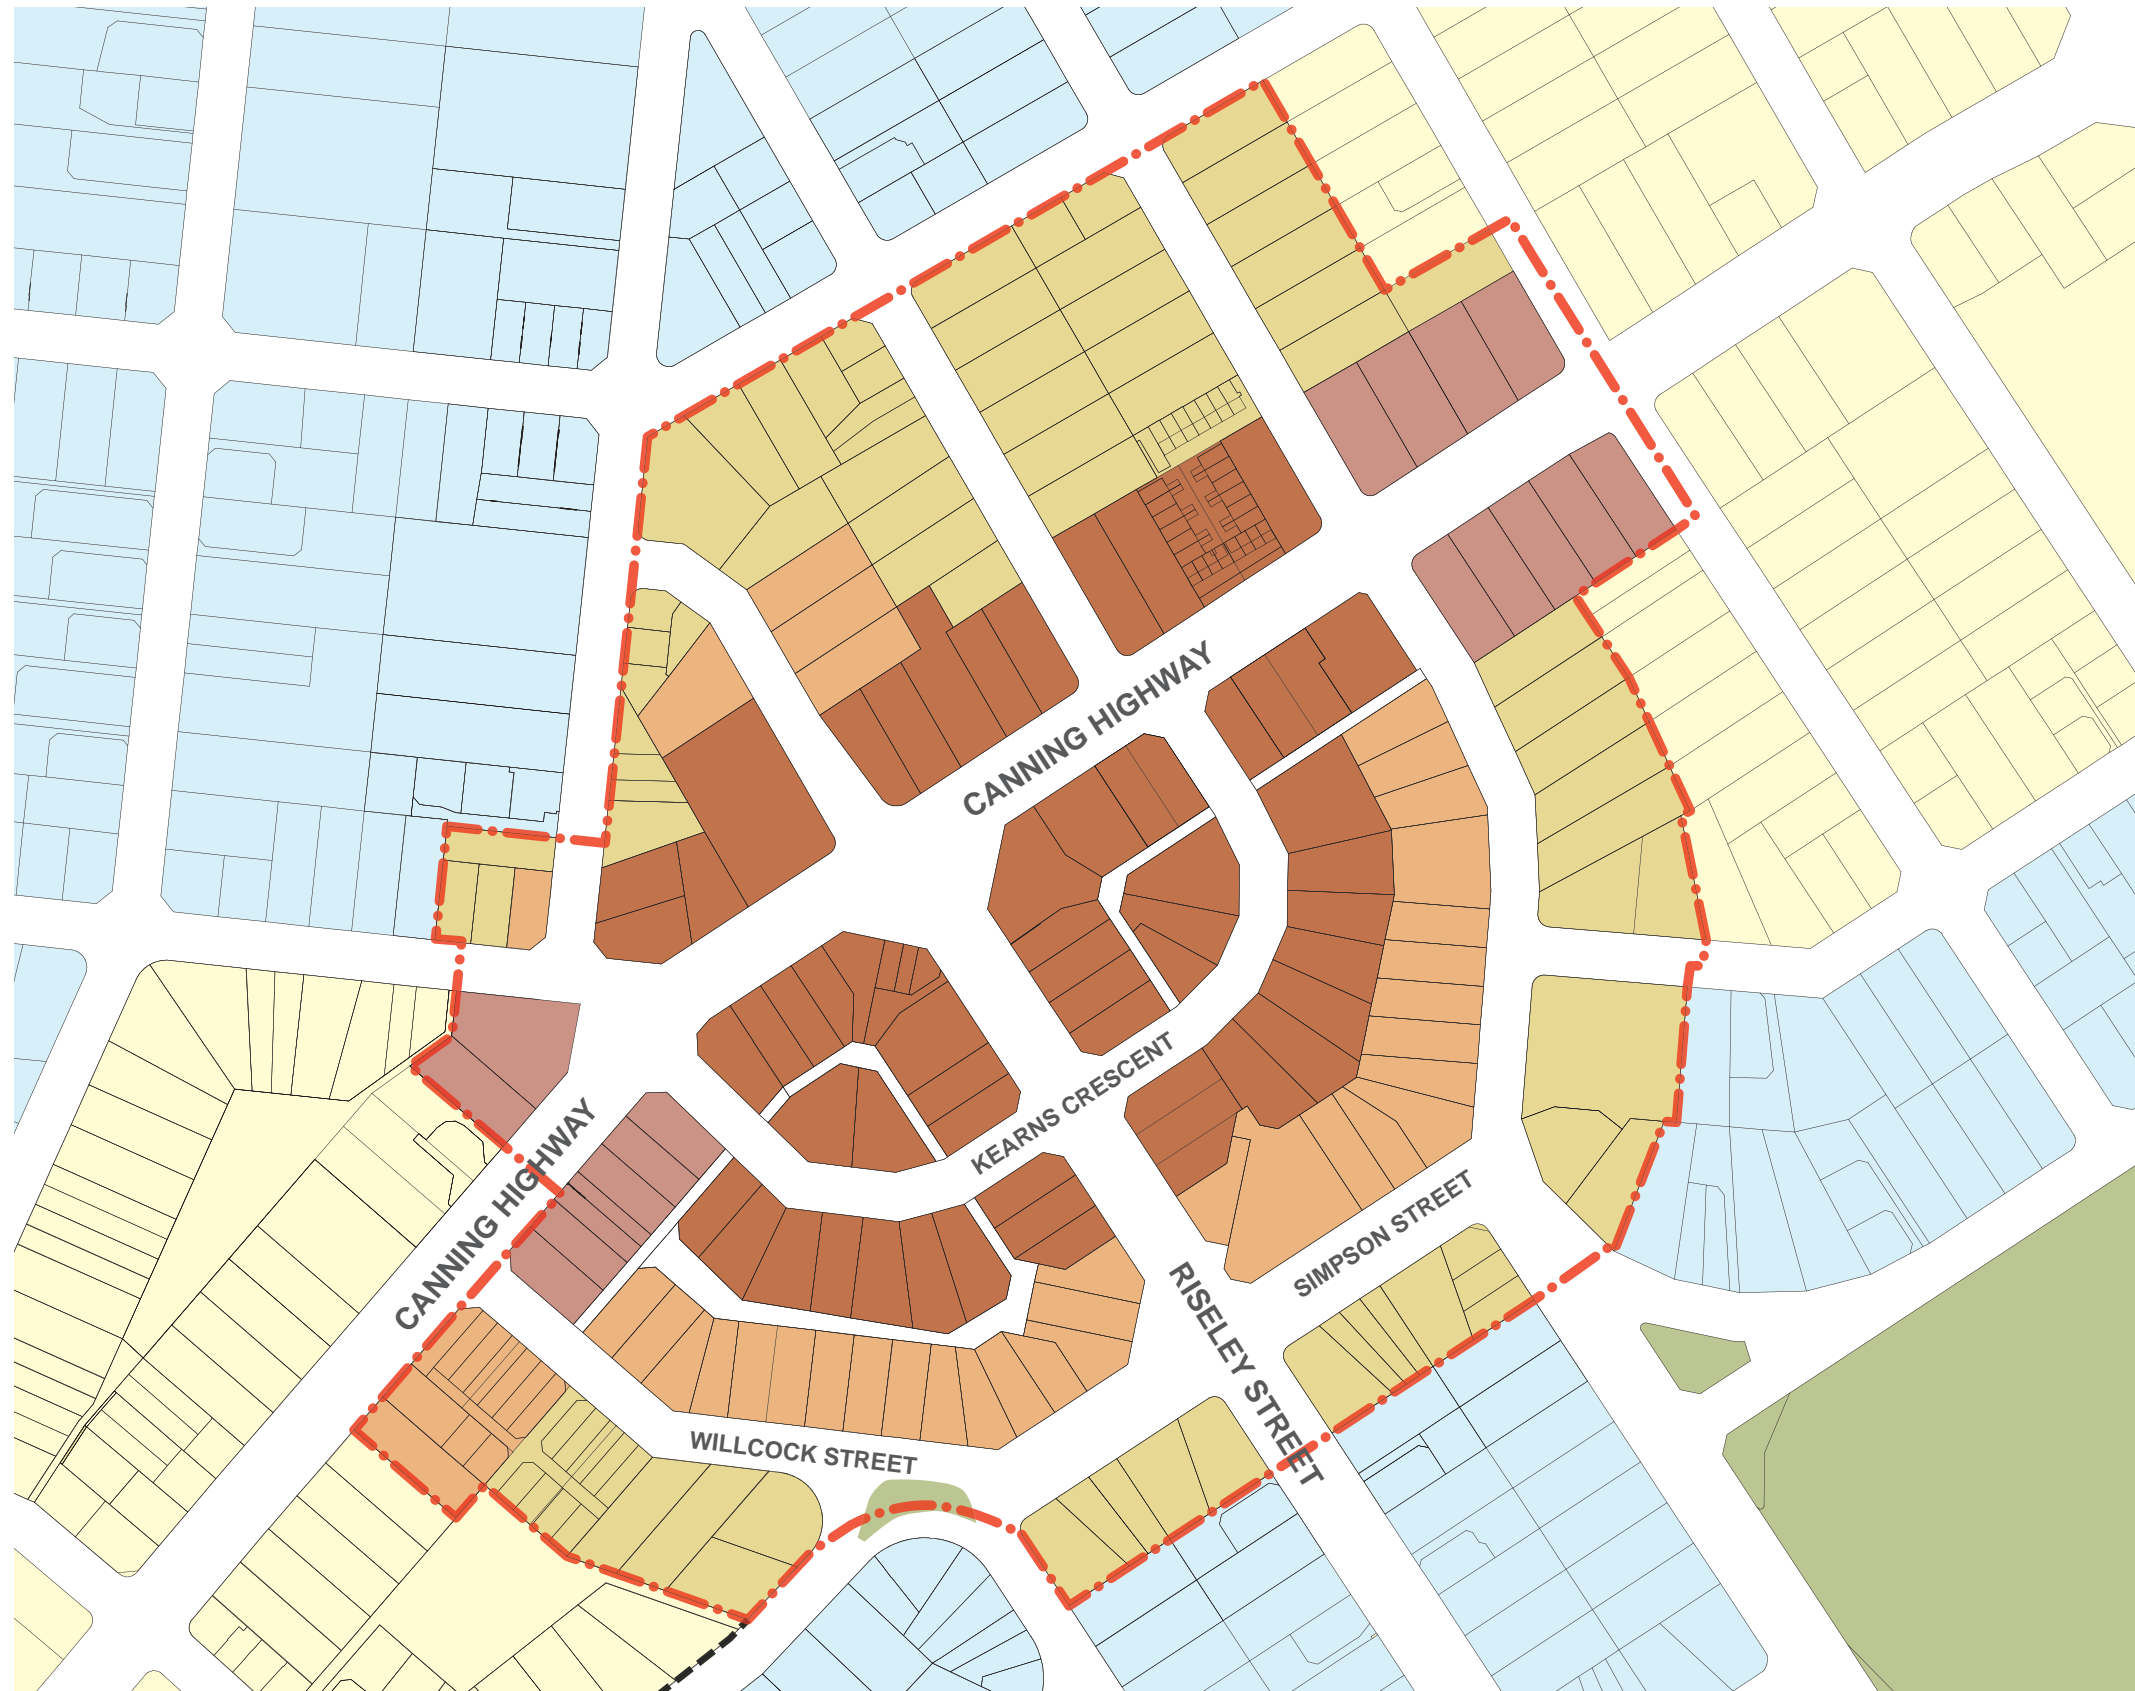 CANNING HIGHWAY
KEARNS CRESCENT
CANNING HIGHWAY
SIMPSON STREET
RISELEY STREET
WILLCOCK STREET